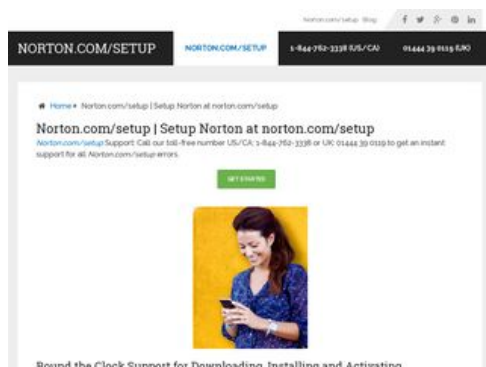 Norton.com/setup Blog
NORTON.COM/SETUP
NORTON.COM/SETUP
1-844-762-3338 (US/CA)
01444 39 0119 (UK)
Home Norton.com/setup | Setup Norton at norton.com/setup
Norton.com/setup | Setup Norton at norton.com/setup
Norton.com/setup Support: Call our toll-free number US/CA: 1-844-762-3338 or UK: 01444 39 0119 to get an instant
support for all Norton.com/setup errors.
GET STARTED
Round the Clock Support for Downloading, Installing and Activating